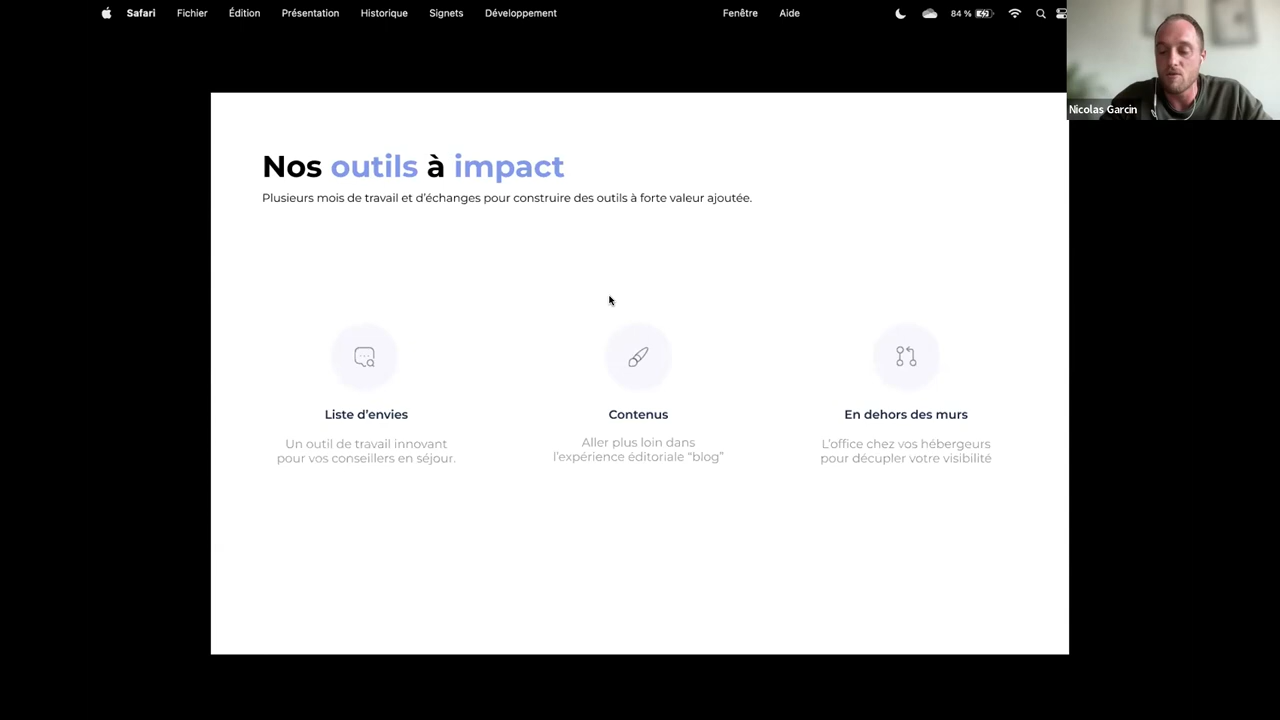 Safari Fichier Édition Présentation Historique Signets Développement Fenêtre Aide 84 %
Nicolas Garcin
Nos outils à impact
Plusieurs mois de travail et d’échanges pour construire des outils à forte valeur ajoutée.
Liste d’envies
Un outil de travail innovant
pour vos conseillers en séjour.
Contenus
Aller plus loin dans
l’expérience éditoriale “blog”
En dehors des murs
L’office chez vos hébergeurs
pour décupler votre visibilité